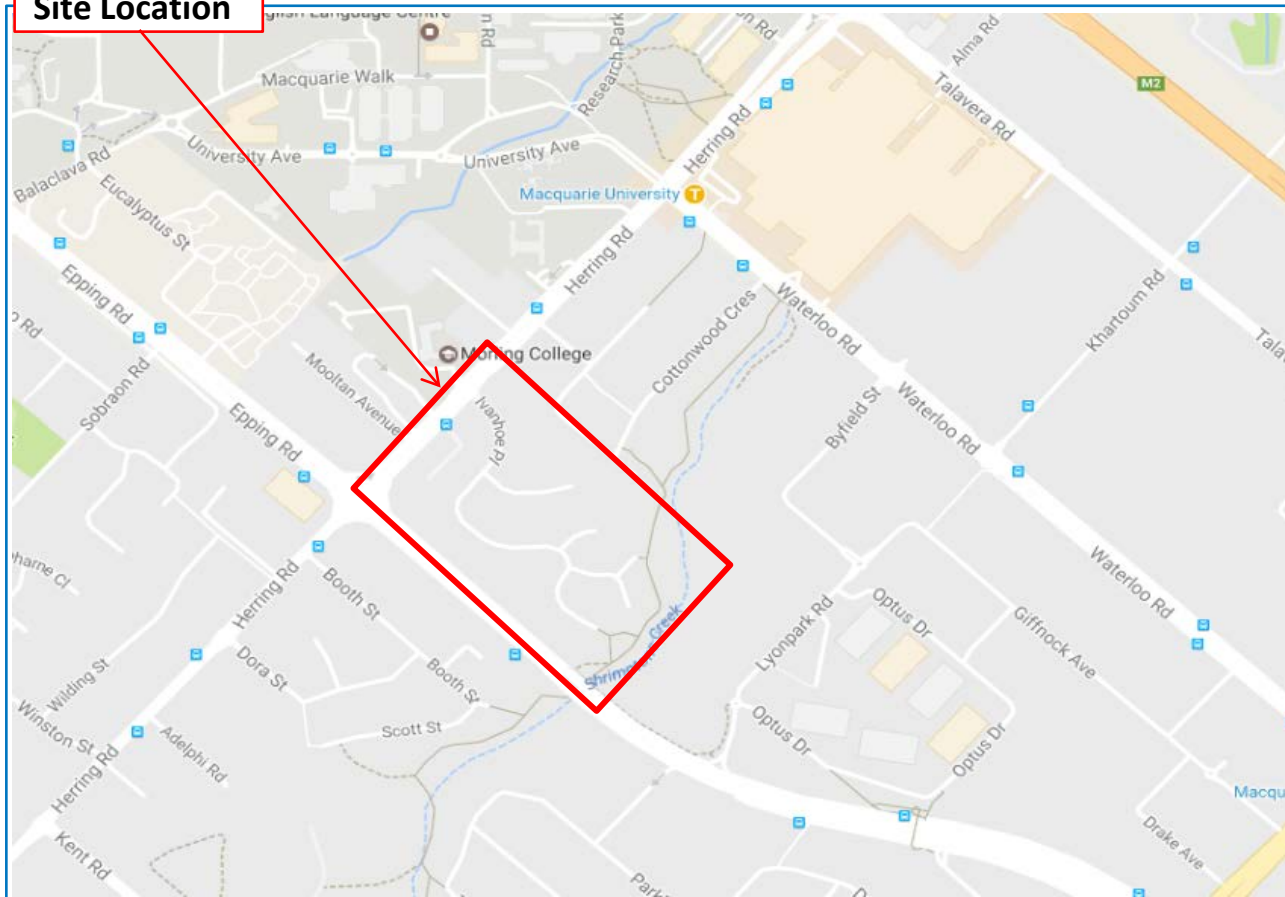 Site Location
English Language Centre
Macquarie Walk
Research Park
Herring Rd
Talavera Rd
Alma Rd
M2
Balaclava Rd
University Ave
University Ave
Eucalyptus St
Macquarie University
T
Herring Rd
Epping Rd
Waterloo Rd
Khartoum Rd
Morling College
Cottonwood Cres
Mooltan Avenue
Ivanhoe Pl
Sobraon Rd
Epping Rd
Byfield St
Waterloo Rd
Herring Rd
Booth St
Shrimptons Creek
Lyonpark Rd
Optus Dr
Giffnock Ave
Waterloo Rd
Wilding St
Dora St
Booth St
Scott St
Winston St
Adelphi Rd
Optus Dr
Optus Dr
Herring Rd
Kent Rd
Drake Ave